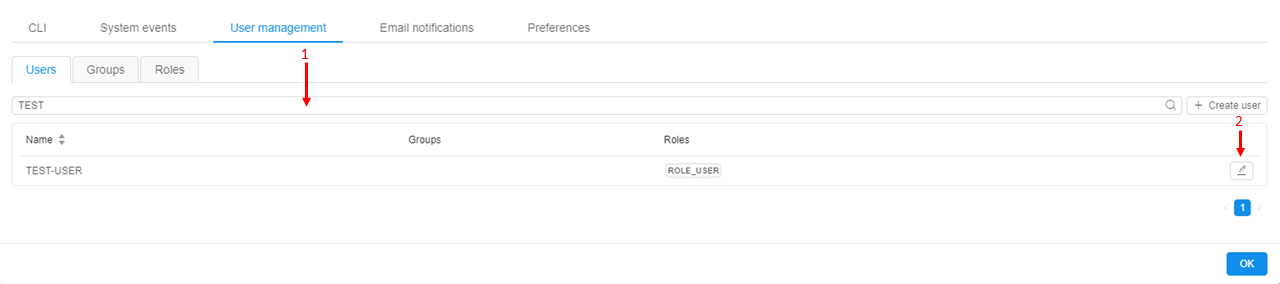 CLI System events User management Email notifications Preferences
1
Users Groups Roles
TEST + Create user
2
Name Groups Roles
TEST-USER ROLE_USER
1
OK